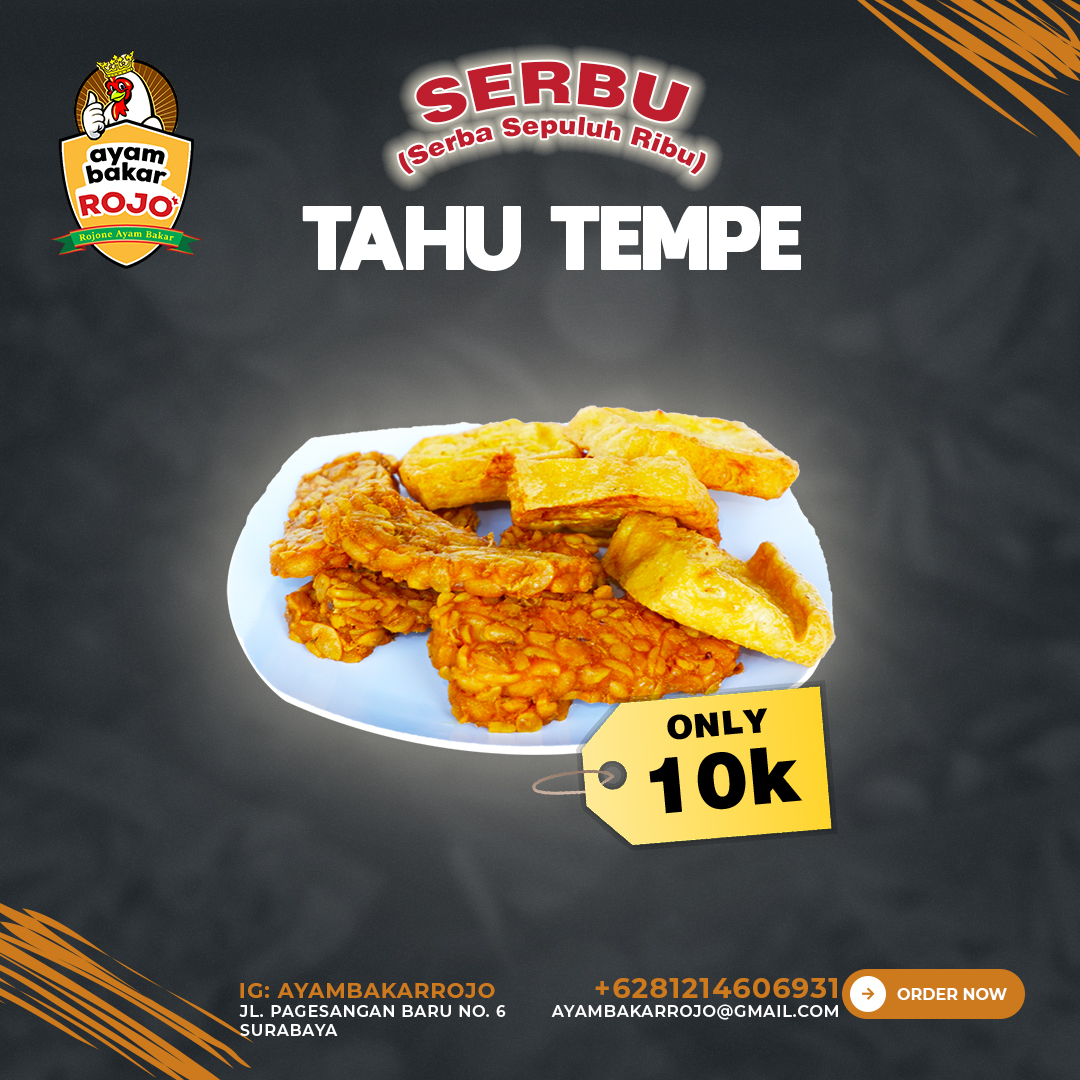 ayam
bakar
ROJO
Rojone Ayam Bakar
SERBU
(Serba Sepuluh Ribu)
TAHU TEMPE
ONLY
10k
IG: AYAMBAKARROJO
JL. PAGESANGAN BARU NO. 6
SURABAYA
+6281214606931
AYAMBAKARROJO@GMAIL.COM
ORDER NOW